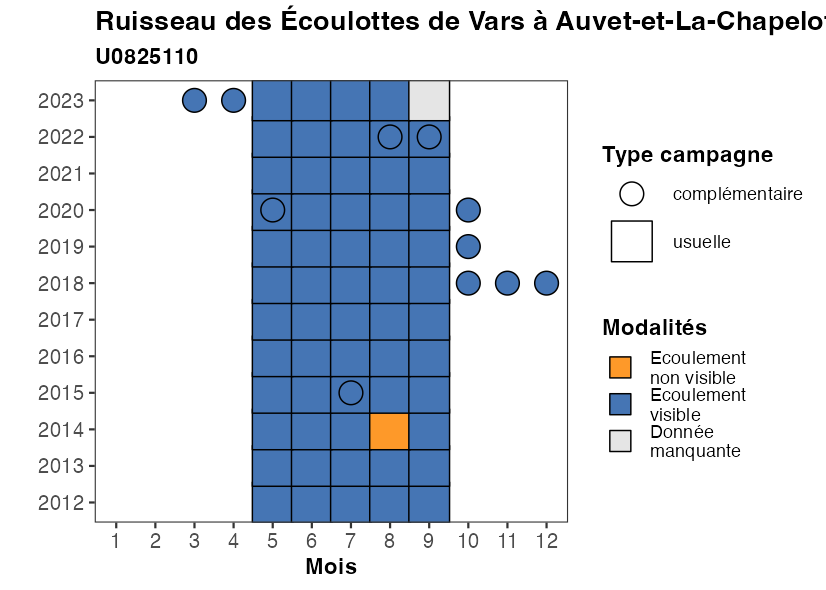 Ruisseau des Écoulottes de Vars à Auvet-et-La-Chapelo
U0825110
2023
2022
2021
2020
2019
2018
2017
2016
2015
2014
2013
2012
1 2 3 4 5 6 7 8 9 10 11 12
Mois
Type campagne
complémentaire
usuelle
Modalités
Ecoulement
non visible
Ecoulement
visible
Donnée
manquante